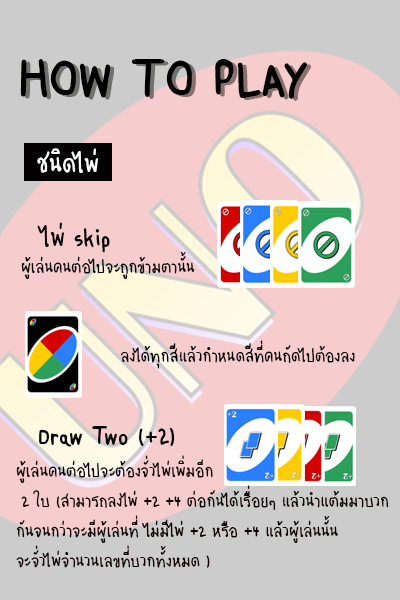 HOW TO PLAY
ชนิดไพ่
ไพ่ skip
ผู้เล่นคนต่อไปจะถูกข้ามตานั้น
ลงได้ทุกสีแล้วกำหนดสีที่คนถัดไปต้องลง
Draw Two (+2)
+2
ผู้เล่นคนต่อไปจะต้องจั่วไพ่เพิ่มอีก
2 ใบ (สามารถลงไพ่ +2 +4 ต่อกันได้เรื่อยๆ แล้วนำแต้มมาบวก
กันจนกว่าจะมีผู้เล่นที่ ไม่มีไพ่ +2 หรือ +4 แล้วผู้เล่นนั้น
จะจั่วไพ่จำนวนเลขที่บวกทั้งหมด )
UNO
+2
+2
+2
+2